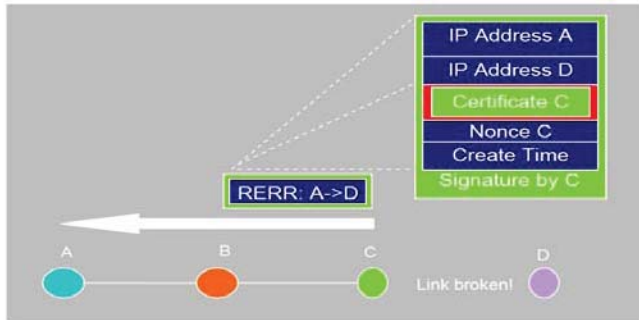 IP Address A
IP Address D
Certificate C
Nonce C
Create Time
Signature by C
RERR: A->D
A
B
C
Link broken!
D